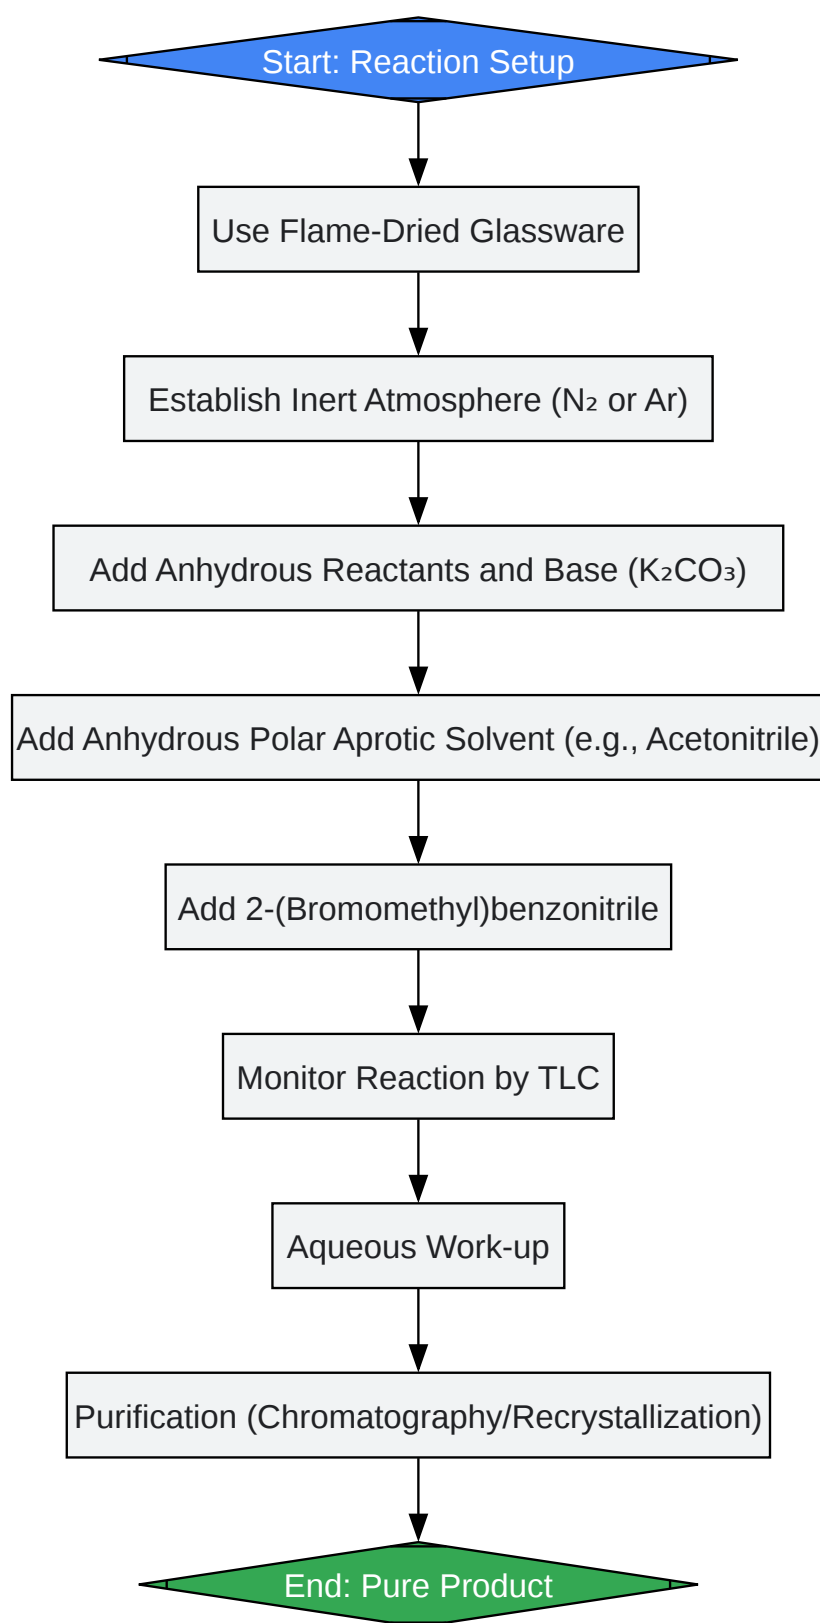 Start: Reaction Setup
Use Flame-Dried Glassware
Establish Inert Atmosphere (N₂ or Ar)
Add Anhydrous Reactants and Base (K₂CO₃)
Add Anhydrous Polar Aprotic Solvent (e.g., Acetonitrile)
Add 2-(Bromomethyl)benzonitrile
Monitor Reaction by TLC
Aqueous Work-up
Purification (Chromatography/Recrystallization)
End: Pure Product